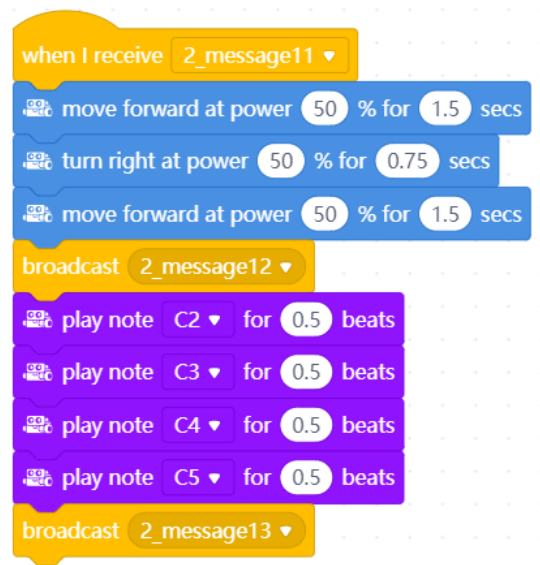 when I receive 2_message11
move forward at power 50 % for 1.5 secs
turn right at power 50 % for 0.75 secs
move forward at power 50 % for 1.5 secs
broadcast 2_message12
play note C2 for 0.5 beats
play note C3 for 0.5 beats
play note C4 for 0.5 beats
play note C5 for 0.5 beats
broadcast 2_message13